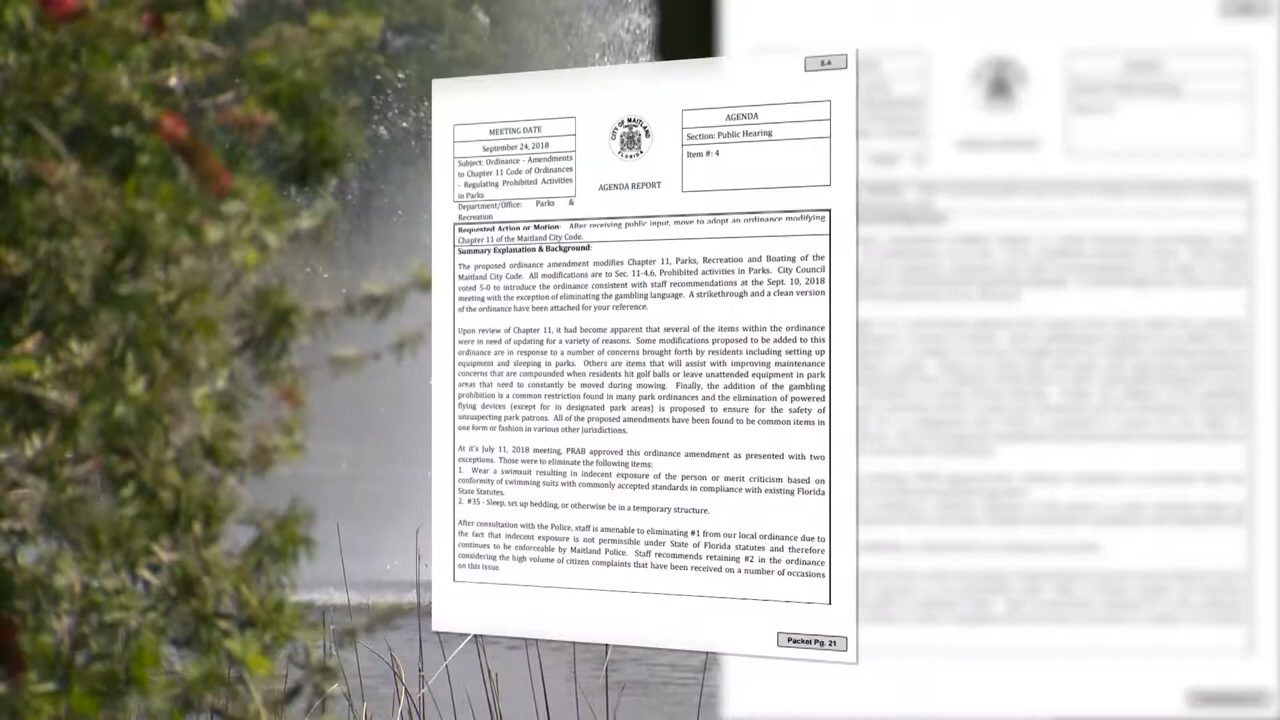 5.4
MEETING DATE
September 24, 2018
Subject: Ordinance - Amendments
to Chapter 11 Code of Ordinances
- Regulating Prohibited Activities
in Parks
Department/Office: Parks &
Recreation
CITY OF MAITLAND
FLORIDA
AGENDA REPORT
AGENDA
Section: Public Hearing
Item #: 4
Requested Action or Motion: After receiving public input, move to adopt an ordinance modifying
Chapter 11 of the Maitland City Code.
Summary Explanation & Background:
The proposed ordinance amendment modifies Chapter 11, Parks, Recreation and Boating of the
Maitland City Code. All modifications are to Sec. 11-4.6, Prohibited activities in Parks. City Council
voted 5-0 to introduce the ordinance consistent with staff recommendations at the Sept. 10, 2018
meeting with the exception of eliminating the gambling language. A strikethrough and a clean version
of the ordinance have been attached for your reference.
Upon review of Chapter 11, it had become apparent that several of the items within the ordinance
were in need of updating for a variety of reasons. Some modifications proposed to be added to this
ordinance are in response to a number of concerns brought forth by residents including setting up
equipment and sleeping in parks. Others are items that will assist with improving maintenance
concerns that are compounded when residents hit golf balls or leave unattended equipment in park
areas that need to constantly be moved during mowing. Finally, the addition of the gambling
prohibition is a common restriction found in many park ordinances and the elimination of powered
flying devices (except for in designated park areas) is proposed to ensure for the safety of
unsuspecting park patrons. All of the proposed amendments have been found to be common items in
one form or fashion in various other jurisdictions.
At it's July 11, 2018 meeting, PRAB approved this ordinance amendment as presented with two
exceptions. Those were to eliminate the following items:
1. Wear a swimsuit resulting in indecent exposure of the person or merit criticism based on
conformity of swimming suits with commonly accepted standards in compliance with existing Florida
State Statutes.
2. #35 - Sleep, set up bedding, or otherwise be in a temporary structure.
After consultation with the Police, staff is amenable to eliminating #1 from our local ordinance due to
the fact that indecent exposure is not permissible under State of Florida statutes and therefore
continues to be enforceable by Maitland Police. Staff recommends retaining #2 in the ordinance
considering the high volume of citizen complaints that have been received on a number of occasions
on this issue.
Packet Pg. 21